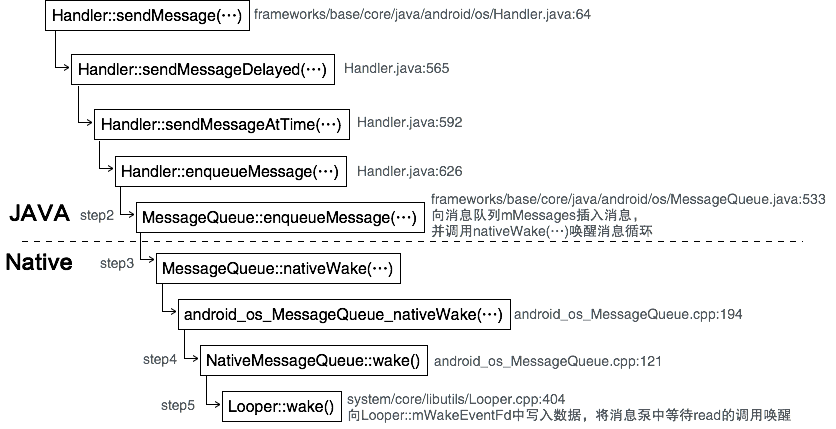 Handler::sendMessage(⋯) frameworks/base/core/java/android/os/Handler.java:64
Handler::sendMessageDelayed(⋯) Handler.java:565
Handler::sendMessageAtTime(⋯) Handler.java:592
Handler::enqueueMessage(⋯) Handler.java:626
JAVA step2 MessageQueue::enqueueMessage(⋯) frameworks/base/core/java/android/os/MessageQueue.java:533
向消息队列mMessages插入消息，
并调用nativeWake(⋯)唤醒消息循环
Native step3 MessageQueue::nativeWake(⋯)
android_os_MessageQueue_nativeWake(⋯) android_os_MessageQueue.cpp:194
step4 NativeMessageQueue::wake() android_os_MessageQueue.cpp:121
step5 Looper::wake() system/core/libutils/Looper.cpp:404
向Looper::mWakeEventFd中写入数据，将消息泵中等待read的调用唤醒